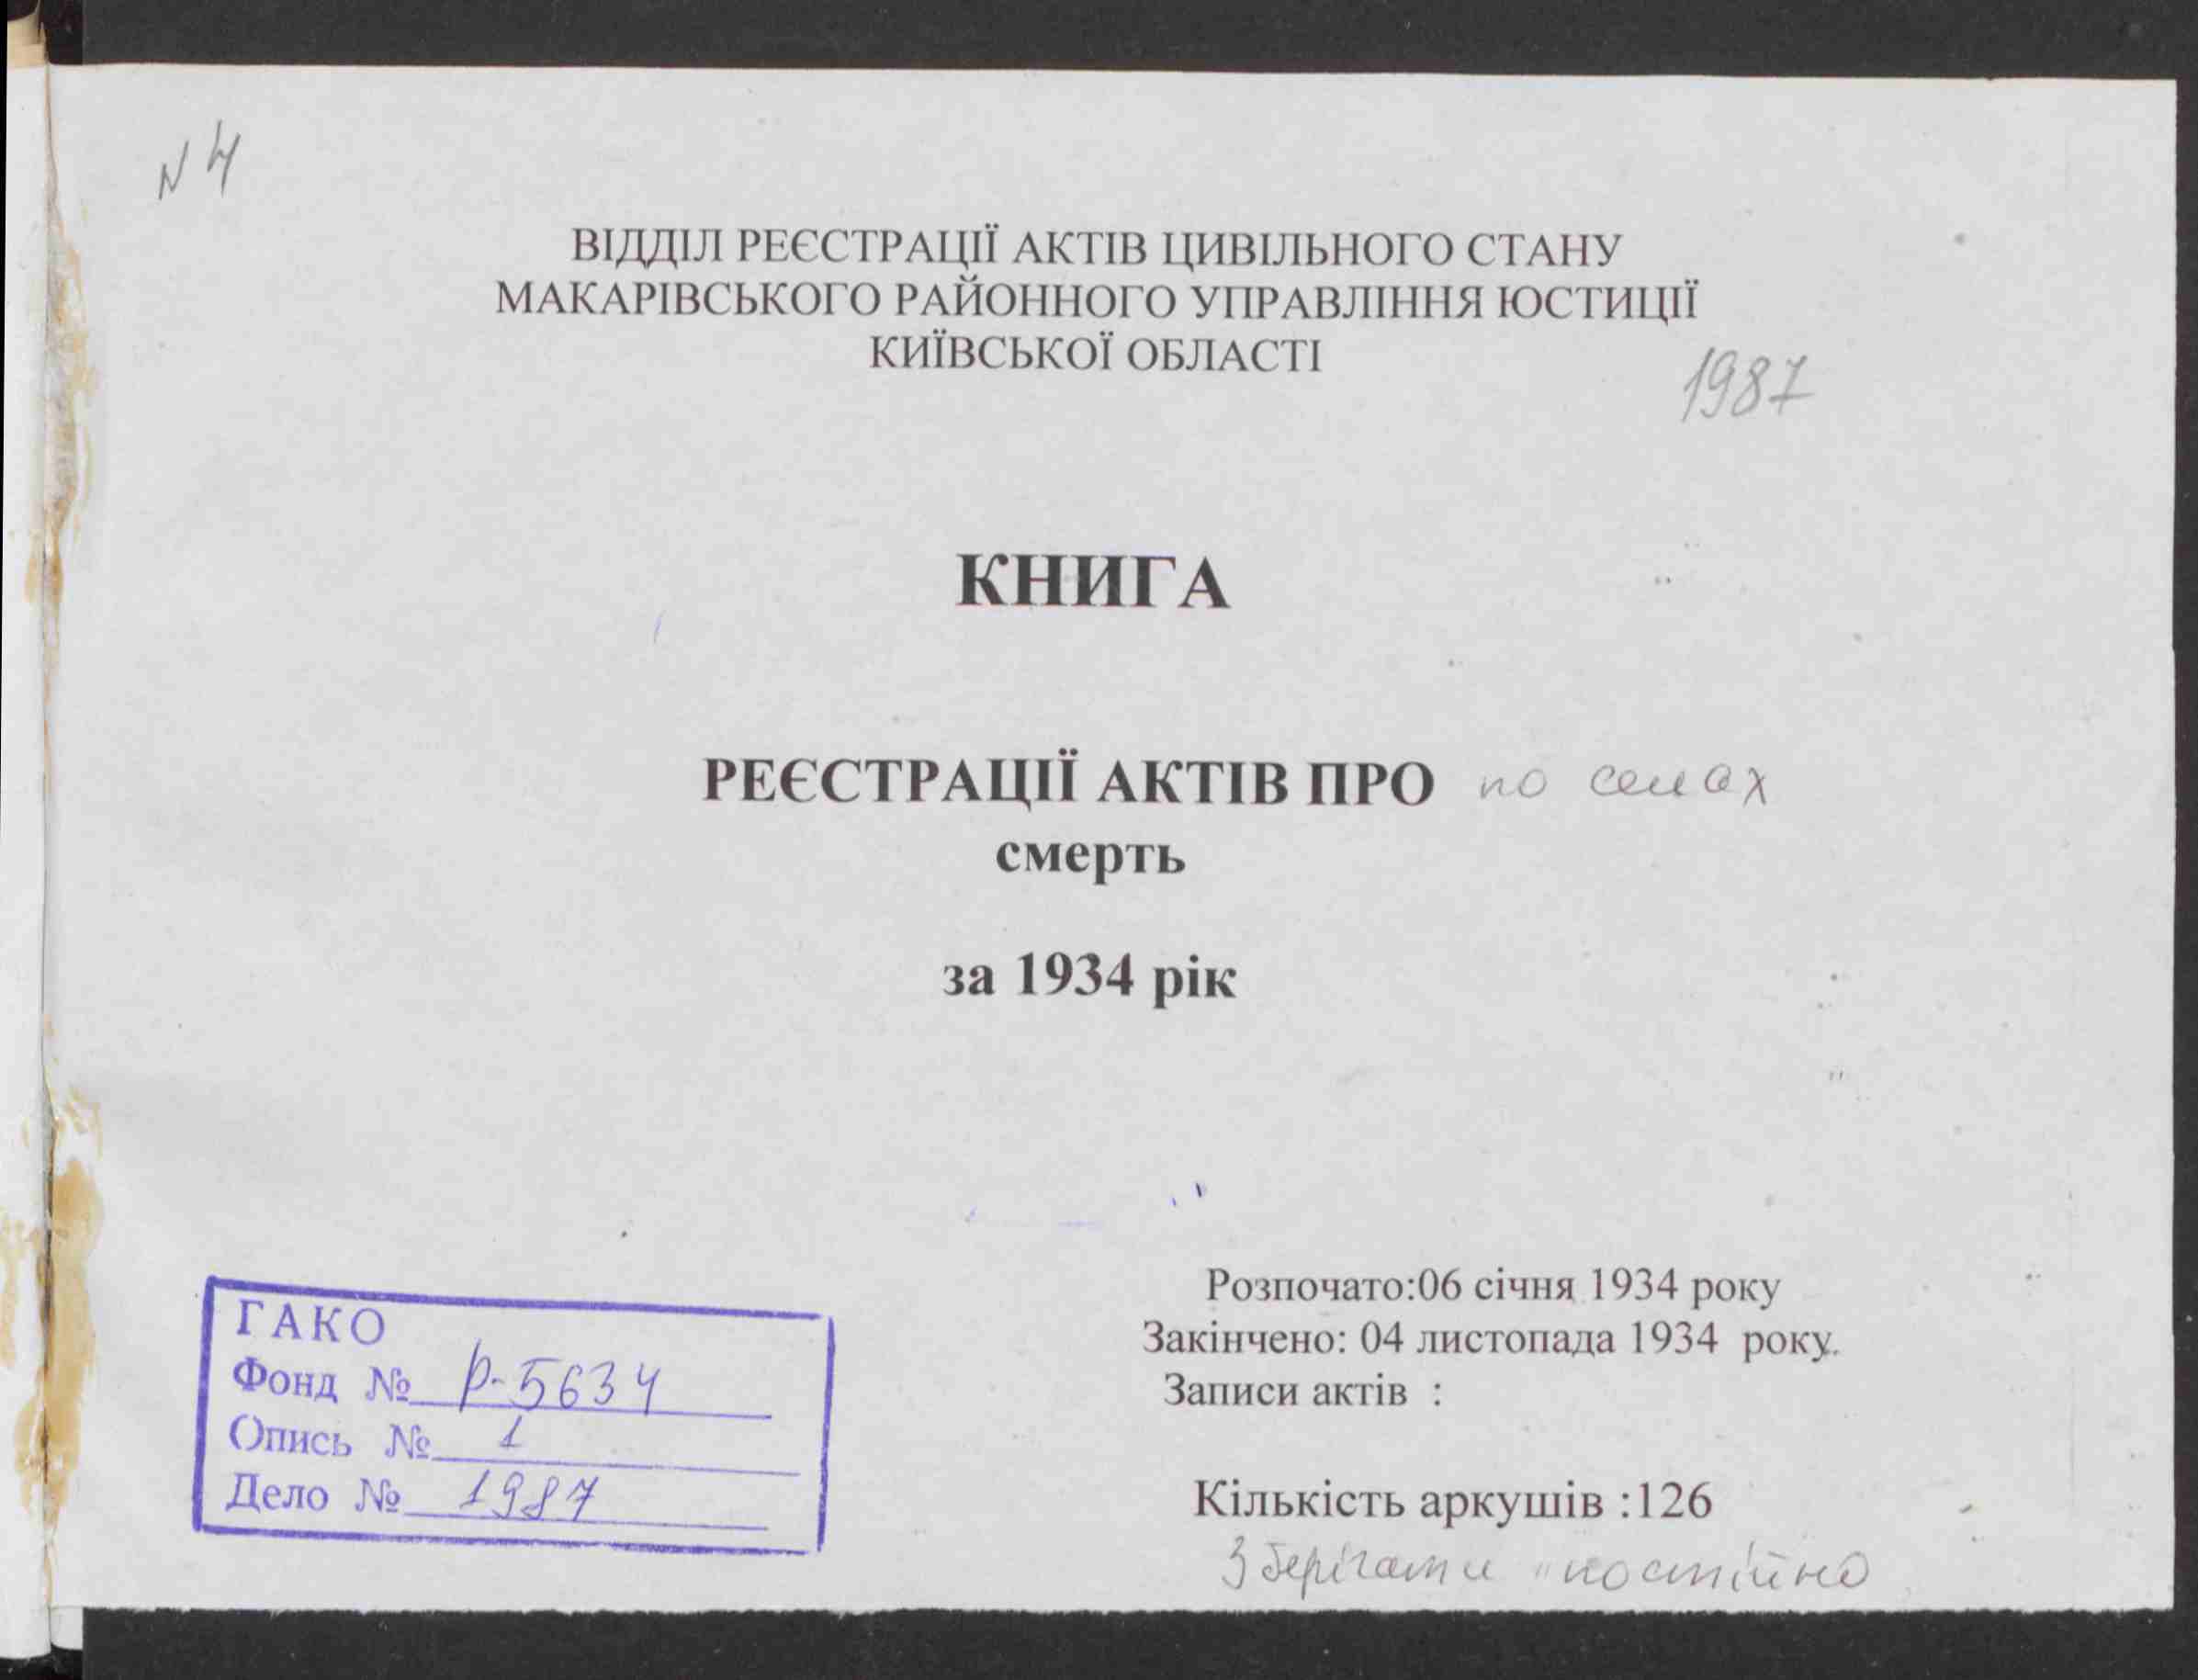 N 4
ВІДДІЛ РЕЄСТРАЦІЇ АКТІВ ЦИВІЛЬНОГО СТАНУ
МАКАРІВСЬКОГО РАЙОННОГО УПРАВЛІННЯ ЮСТИЦІЇ
КИЇВСЬКОЇ ОБЛАСТІ
1987
КНИГА
РЕЄСТРАЦІЇ АКТІВ ПРО по селах
смерть
за 1934 рік
Розпочато:06 січня 1934 року
Закінчено: 04 листопада 1934 року.
Записи актів :
Кількість аркушів :126
Зберігати "постійно
ГАКО
Фонд № Р-5634
Опись № 1
Дело № 1987